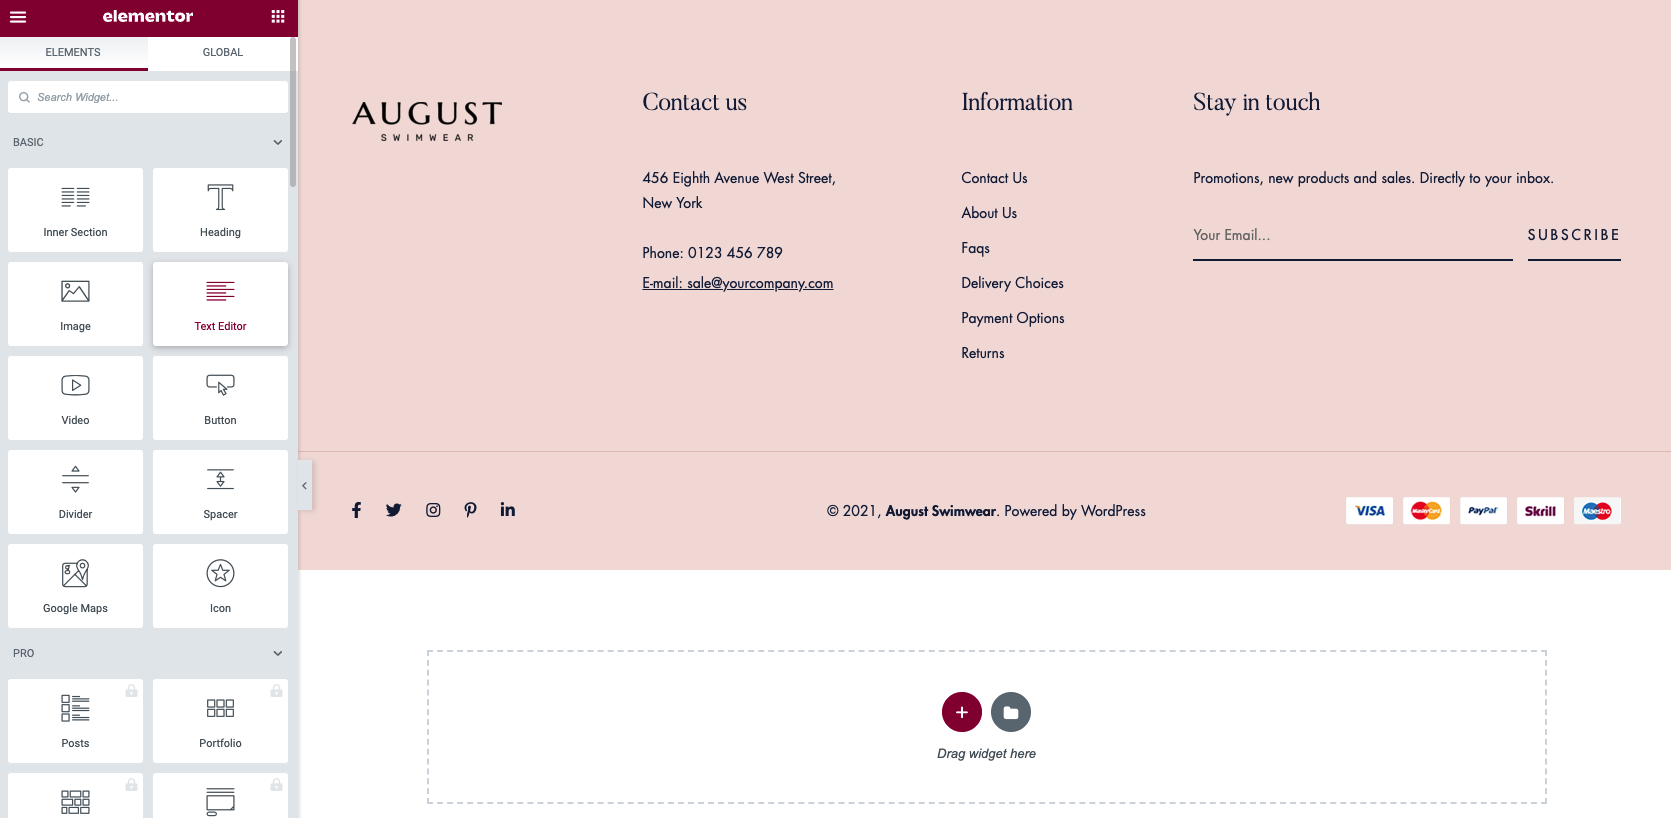 elementor
ELEMENTS
GLOBAL
Search Widget...
BASIC
Inner Section
Heading
Image
Text Editor
Video
Button
Divider
Spacer
Google Maps
Icon
PRO
Posts
Portfolio
AUGUST
SWIMWEAR
Contact us
456 Eighth Avenue West Street,
New York
Phone: 0123 456 789
E-mail: sale@yourcompany.com
Information
Contact Us
About Us
Faqs
Delivery Choices
Payment Options
Returns
Stay in touch
Promotions, new products and sales. Directly to your inbox.
Your Email...
SUBSCRIBE
© 2021, August Swimwear. Powered by WordPress
VISA
MasterCard
PayPal
Skrill
Maestro
Drag widget here